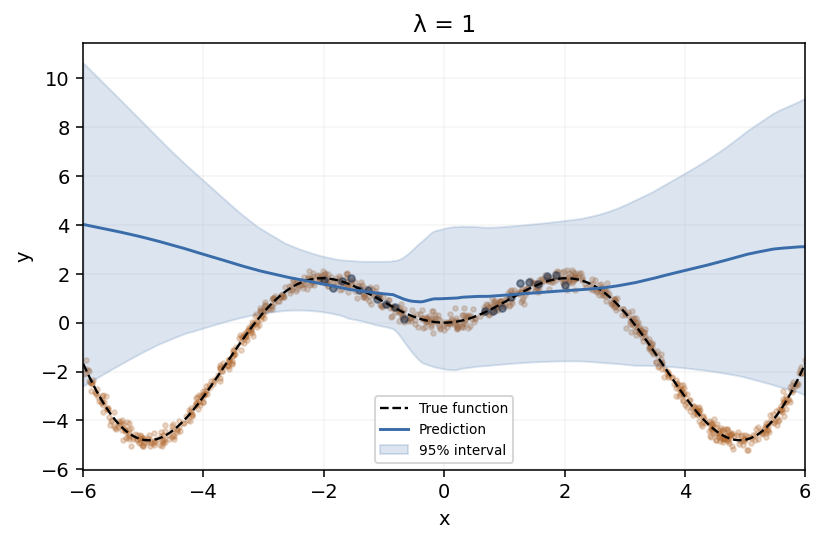 λ = 1
10
8
6
4
2
0
−2
−4
−6
y
True function
Prediction
95% interval
−6 −4 −2 0 2 4 6
x